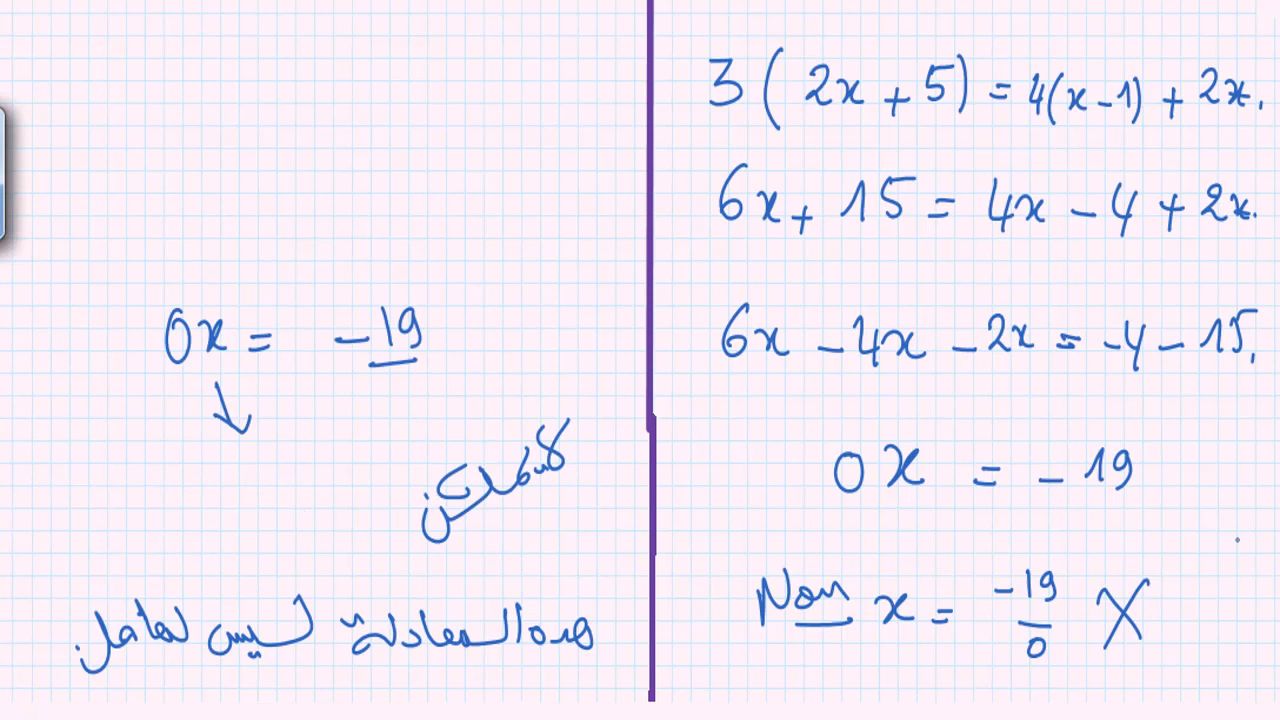 3(2x+5)=4(x-1)+2x.
6x+15=4x-4+2x.
6x-4x-2x=-4-15.
0x=-19
Non x=-19/0 X
0x=-19
↓
لا يمكن
هذه المعادلة ليس لها حل.